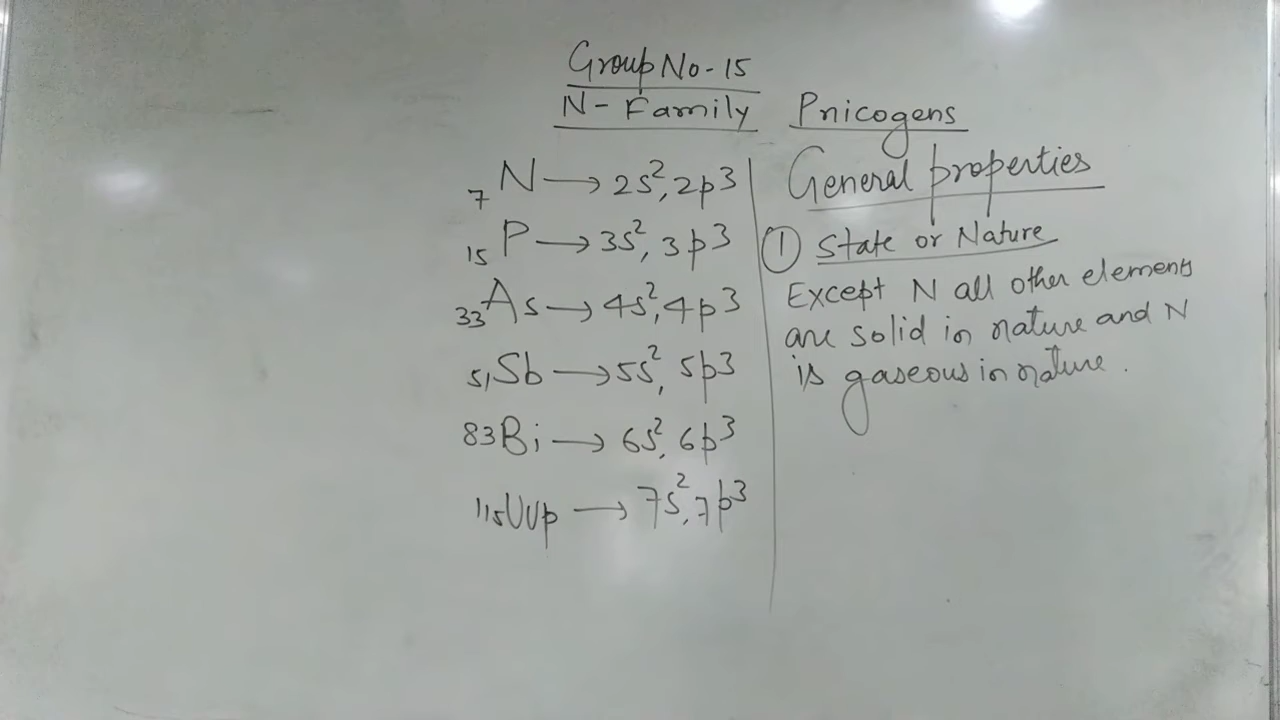 Group No-15
N- Family Pnicogens
₇N → 2s², 2p³
₁₅P → 3s², 3p³
₃₃As → 4s², 4p³
₅₁Sb → 5s², 5p³
₈₃Bi → 6s², 6p³
₁₁₅UUp → 7s², 7p³
General properties
① State or Nature
Except N all other elements
are solid in nature and N
is gaseous in nature.